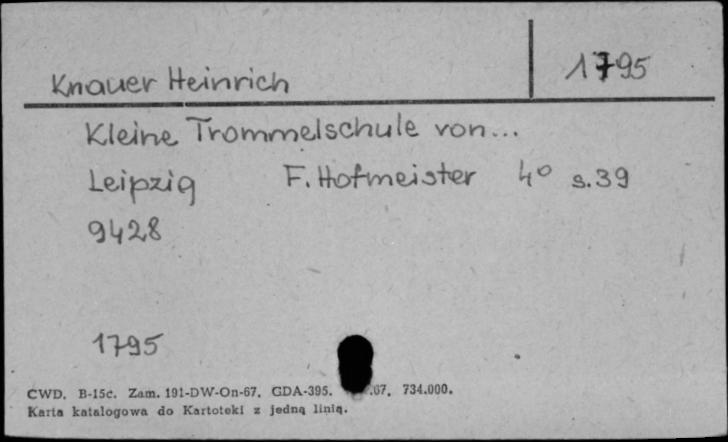 Knauer Heinrich
1795
Kleine Trommelschule von...
Leipzig F. Hofmeister 4° s.39
9428
1795
CWD. B-15c. Zam. 191-DW-On-67. GDA-395. .67. 734.000.
Karta katalogowa do Kartoteki z jedną linią.